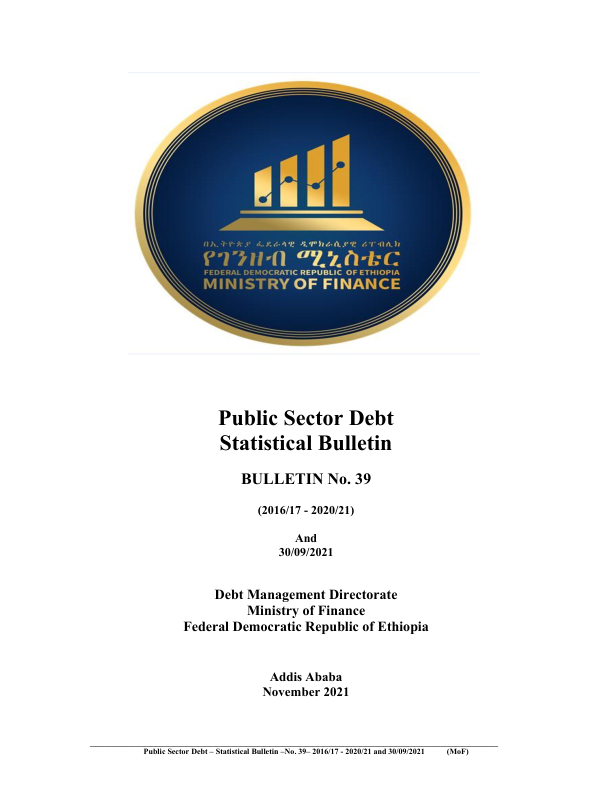 በኢትዮጵያ ፌደራላዊ ዲሞክራሲያዊ ሪፐብሊክ
የገንዘብ ሚኒስቴር
FEDERAL DEMOCRATIC REPUBLIC OF ETHIOPIA
MINISTRY OF FINANCE
Public Sector Debt
Statistical Bulletin
BULLETIN No. 39
(2016/17 - 2020/21)
And
30/09/2021
Debt Management Directorate
Ministry of Finance
Federal Democratic Republic of Ethiopia
Addis Ababa
November 2021
Public Sector Debt – Statistical Bulletin –No. 39– 2016/17 - 2020/21 and 30/09/2021 (MoF)